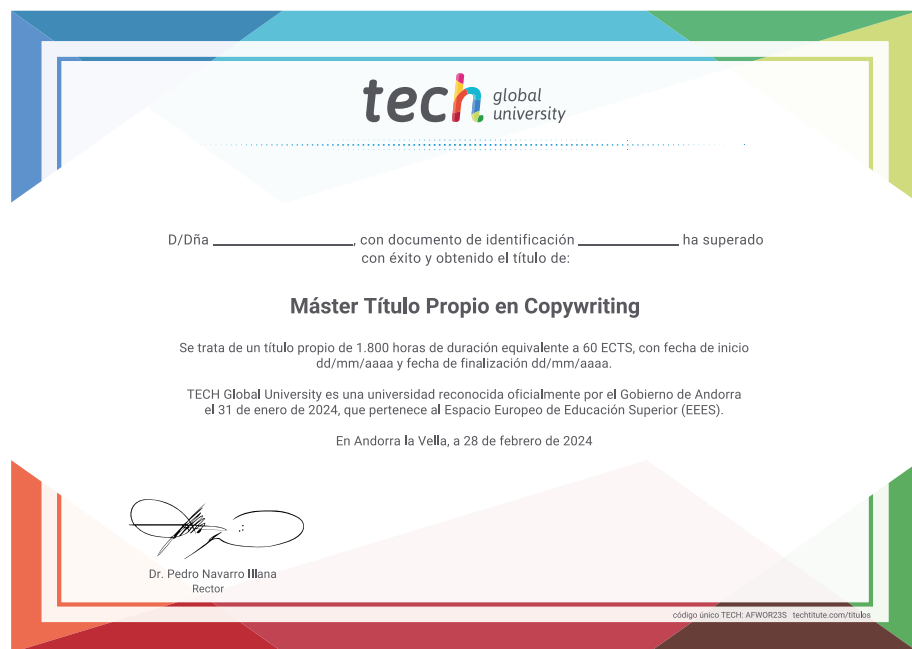 tech global university
D/Dña ____________, con documento de identificación ____________ ha superado
con éxito y obtenido el título de:
Máster Título Propio en Copywriting
Se trata de un título propio de 1.800 horas de duración equivalente a 60 ECTS, con fecha de inicio
dd/mm/aaaa y fecha de finalización dd/mm/aaaa.
TECH Global University es una universidad reconocida oficialmente por el Gobierno de Andorra
el 31 de enero de 2024, que pertenece al Espacio Europeo de Educación Superior (EEES).
En Andorra la Vella, a 28 de febrero de 2024
Dr. Pedro Navarro Illana
Rector
código único TECH: AFWOR23S techtitute.com/titulos